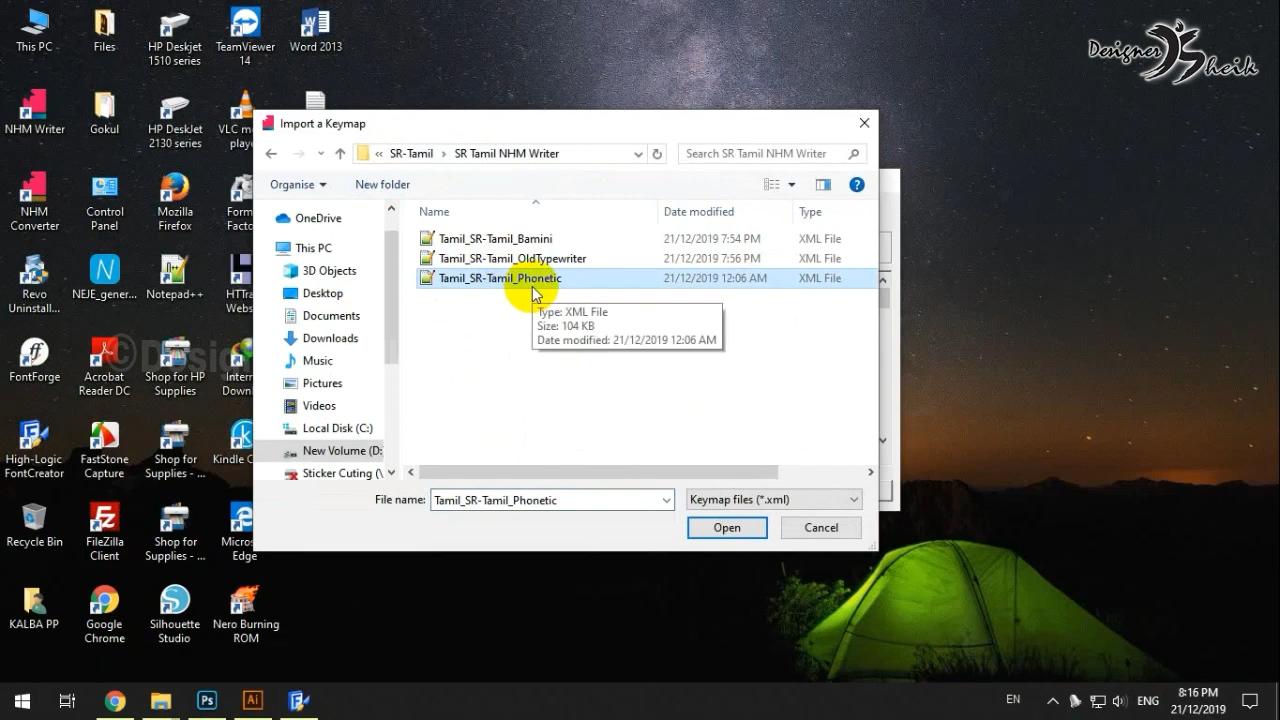 This PC
Files
HP Deskjet
1510 series
TeamViewer
14
Word 2013
Designer
Sheik
NHM Writer
Gokul
HP DeskJet
2130 series
VLC
Import a Keymap
« SR-Tamil › SR Tamil NHM Writer
Search SR Tamil NHM Writer
Organise
New folder
Name
Date modified
Type
Tamil_SR-Tamil_Bamini
21/12/2019 7:54 PM
XML File
Tamil_SR-Tamil_OldTypewriter
21/12/2019 7:56 PM
XML File
Tamil_SR-Tamil_Phonetic
21/12/2019 12:06 AM
XML File
Type: XML File
Size: 104 KB
Date modified: 21/12/2019 12:06 AM
OneDrive
This PC
3D Objects
Desktop
Documents
Downloads
Music
Pictures
Videos
Local Disk (C:)
New Volume (D:
Sticker Cuting (\
File name:
Tamil_SR-Tamil_Phonetic
Keymap files (*.xml)
Open
Cancel
NHM
Converter
Control
Panel
Mozilla
Firefox
Revo
Uninstall...
NEJE_gener...
Notepad++
FontForge
Acrobat
Reader DC
Shop for HP
Supplies
High-Logic
FontCreator
FastStone
Capture
Shop for
Supplies - ...
Kindle
Recycle Bin
FileZilla
Client
Shop for
Supplies - ...
Edge
KALBA PP
Google
Chrome
Silhouette
Studio
Nero Burning
ROM
Ps
Ai
EN
ENG
8:16 PM
21/12/2019